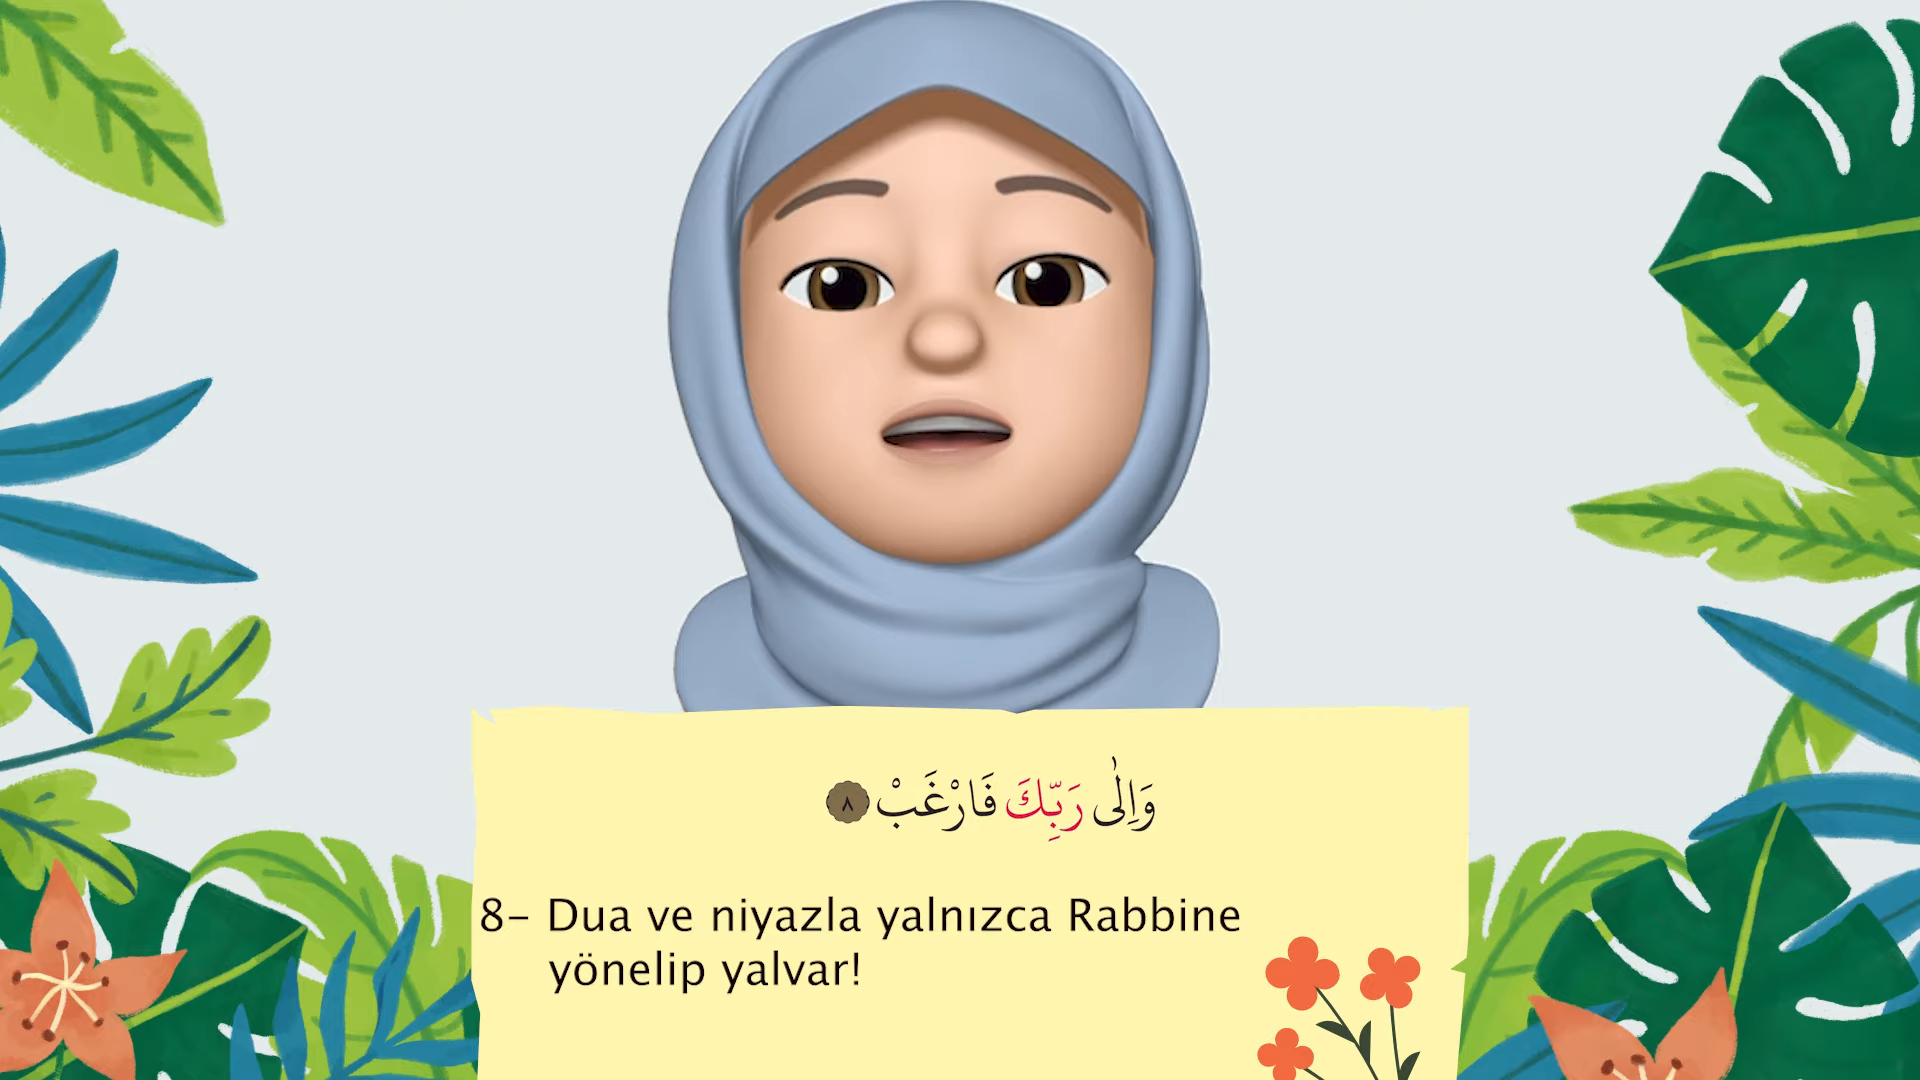 وَاِلٰى رَبِّكَ فَارْغَبْ ٨
8- Dua ve niyazla yalnızca Rabbine
yönelip yalvar!